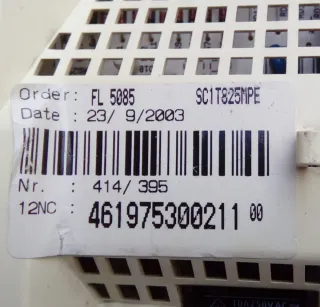 Order: FL 5085 SC1T825MPE
Date : 23/ 9/2003
Nr. : 414/ 395
12NC : 461975300211 00